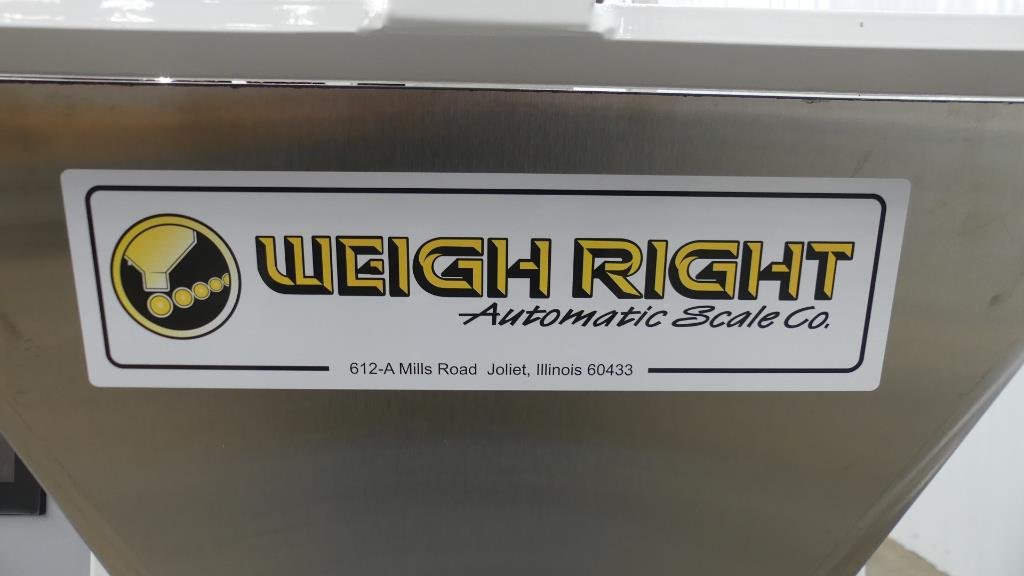 WEIGH RIGHT
Automatic Scale Co.
612-A Mills Road Joliet, Illinois 60433